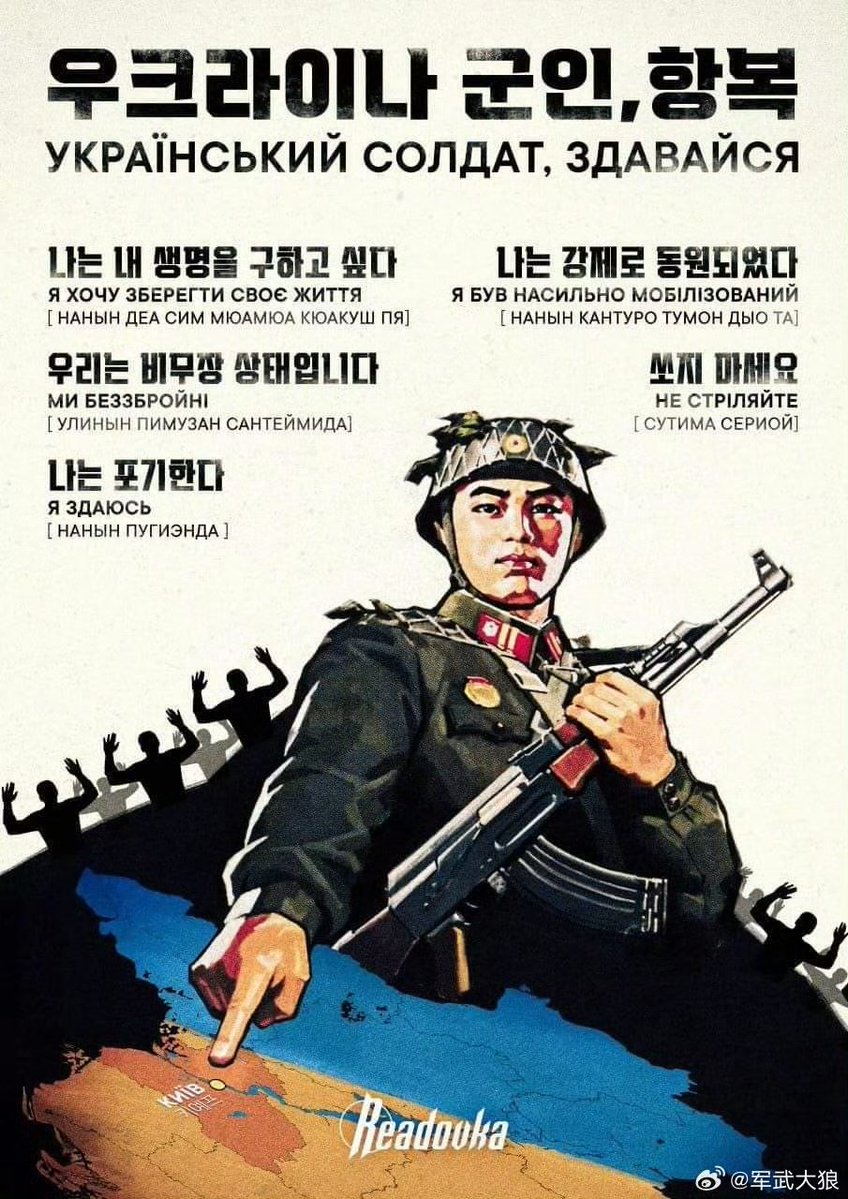 우크라이나 군인, 항복
УКРАЇНСЬКИЙ СОЛДАТ, ЗДАВАЙСЯ
나는 내 생명을 구하고 싶다
Я ХОЧУ ЗБЕРЕГТИ СВОЄ ЖИТТЯ
[ НАНЫН ДЕА СИМ МЮАМЮА КЮАКУШ ПЯ]
나는 강제로 동원되었다
Я БУВ НАСИЛЬНО МОБІЛІЗОВАНИЙ
[ НАНЫН КАНТУРО ТУМОН ДЫО ТА]
우리는 비무장 상태입니다
МИ БЕЗЗБРОЙНІ
[ УЛИНЫН ПИМУЗАН САНТЕЙМИДА]
쏘지 마세요
НЕ СТРІЛЯЙТЕ
[ СУТИМА СЕРИОЙ]
나는 포기한다
Я ЗДАЮСЬ
[ НАНЫН ПУГИЭНДА ]
КИЇВ
키예프
Readovka
@军武大狼